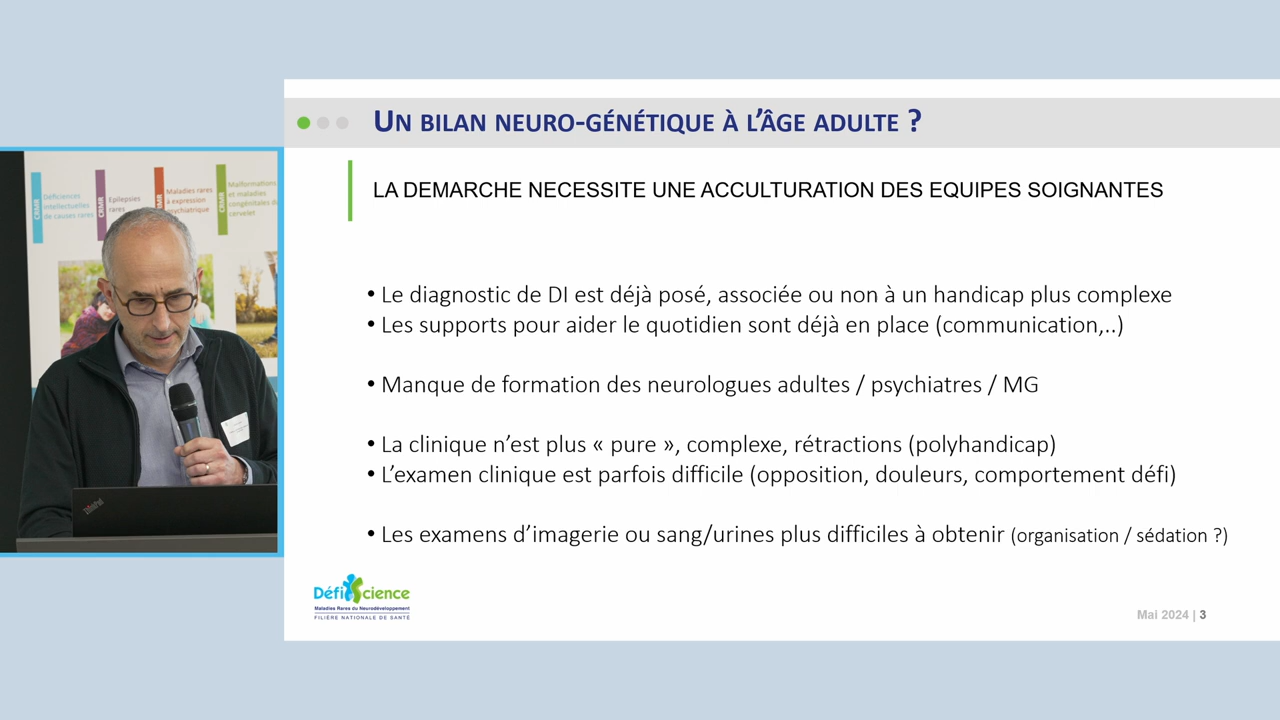 UN BILAN NEURO-GÉNÉTIQUE À L'ÂGE ADULTE ?
LA DEMARCHE NECESSITE UNE ACCULTURATION DES EQUIPES SOIGNANTES
• Le diagnostic de DI est déjà posé, associée ou non à un handicap plus complexe
• Les supports pour aider le quotidien sont déjà en place (communication,..)
• Manque de formation des neurologues adultes / psychiatres / MG
• La clinique n'est plus « pure », complexe, rétractions (polyhandicap)
• L'examen clinique est parfois difficile (opposition, douleurs, comportement défi)
• Les examens d'imagerie ou sang/urines plus difficiles à obtenir (organisation / sédation ?)
DéfiScience
Maladies Rares du Neurodéveloppement
FILIÈRE NATIONALE DE SANTÉ
Mai 2024 | 3
CRMR
Déficiences
intellectuelles
de causes rares
CRMR
Epilepsies
rares
Maladies rares
à expression
psychiatrique
CRMR
Malformations
et maladies
congénitales du
cervelet
ThinkPad